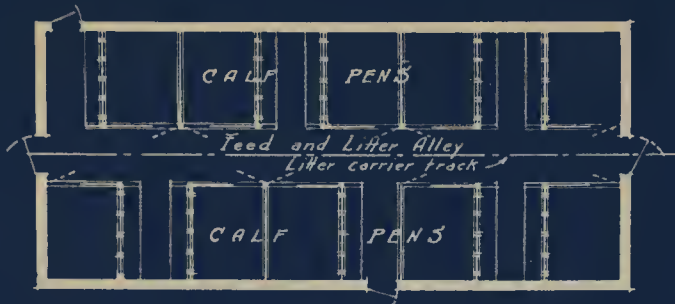 CALF PENS
Feed and Litter Alley
Litter carrier track
CALF PENS